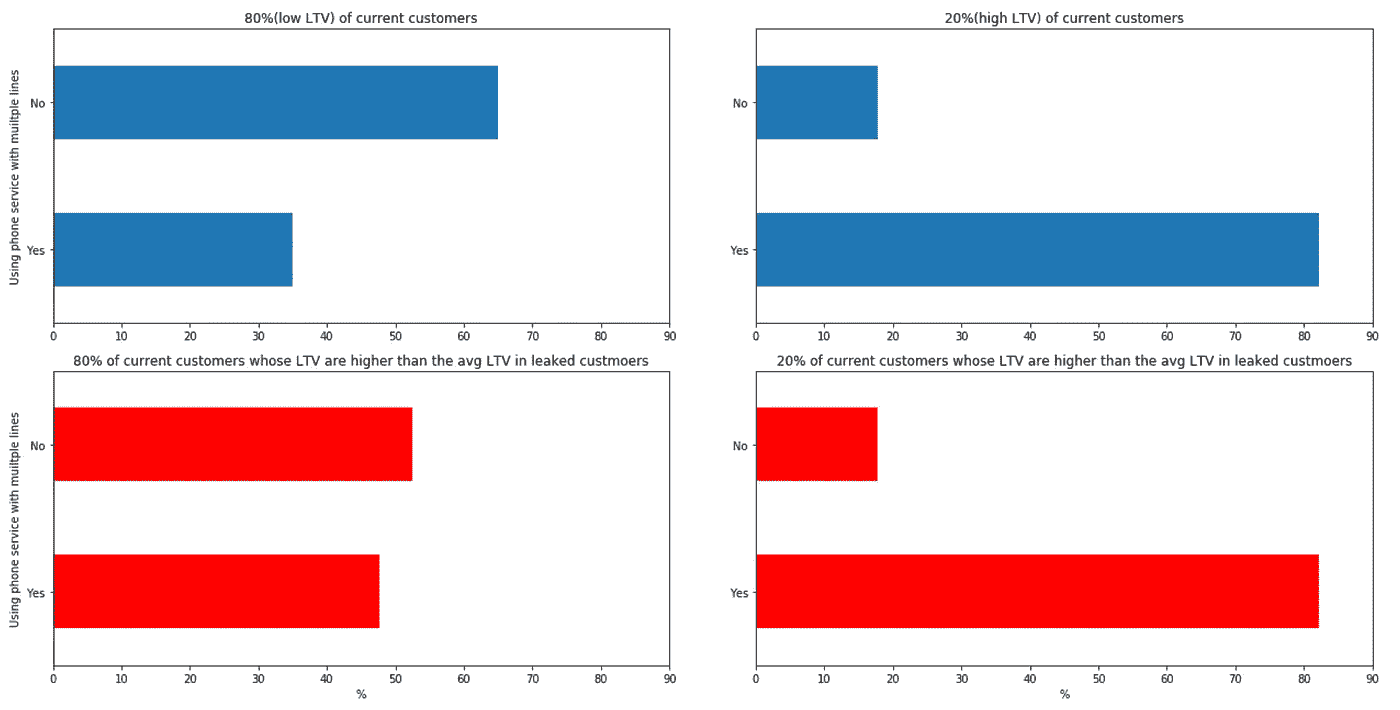 80%(low LTV) of current customers
20%(high LTV) of current customers
Using phone service with muiltple lines
No
Yes
0 10 20 30 40 50 60 70 80 90
No
Yes
0 10 20 30 40 50 60 70 80 90
80% of current customers whose LTV are higher than the avg LTV in leaked custmoers
20% of current customers whose LTV are higher than the avg LTV in leaked custmoers
Using phone service with muiltple lines
No
Yes
0 10 20 30 40 50 60 70 80 90
%
No
Yes
0 10 20 30 40 50 60 70 80 90
%